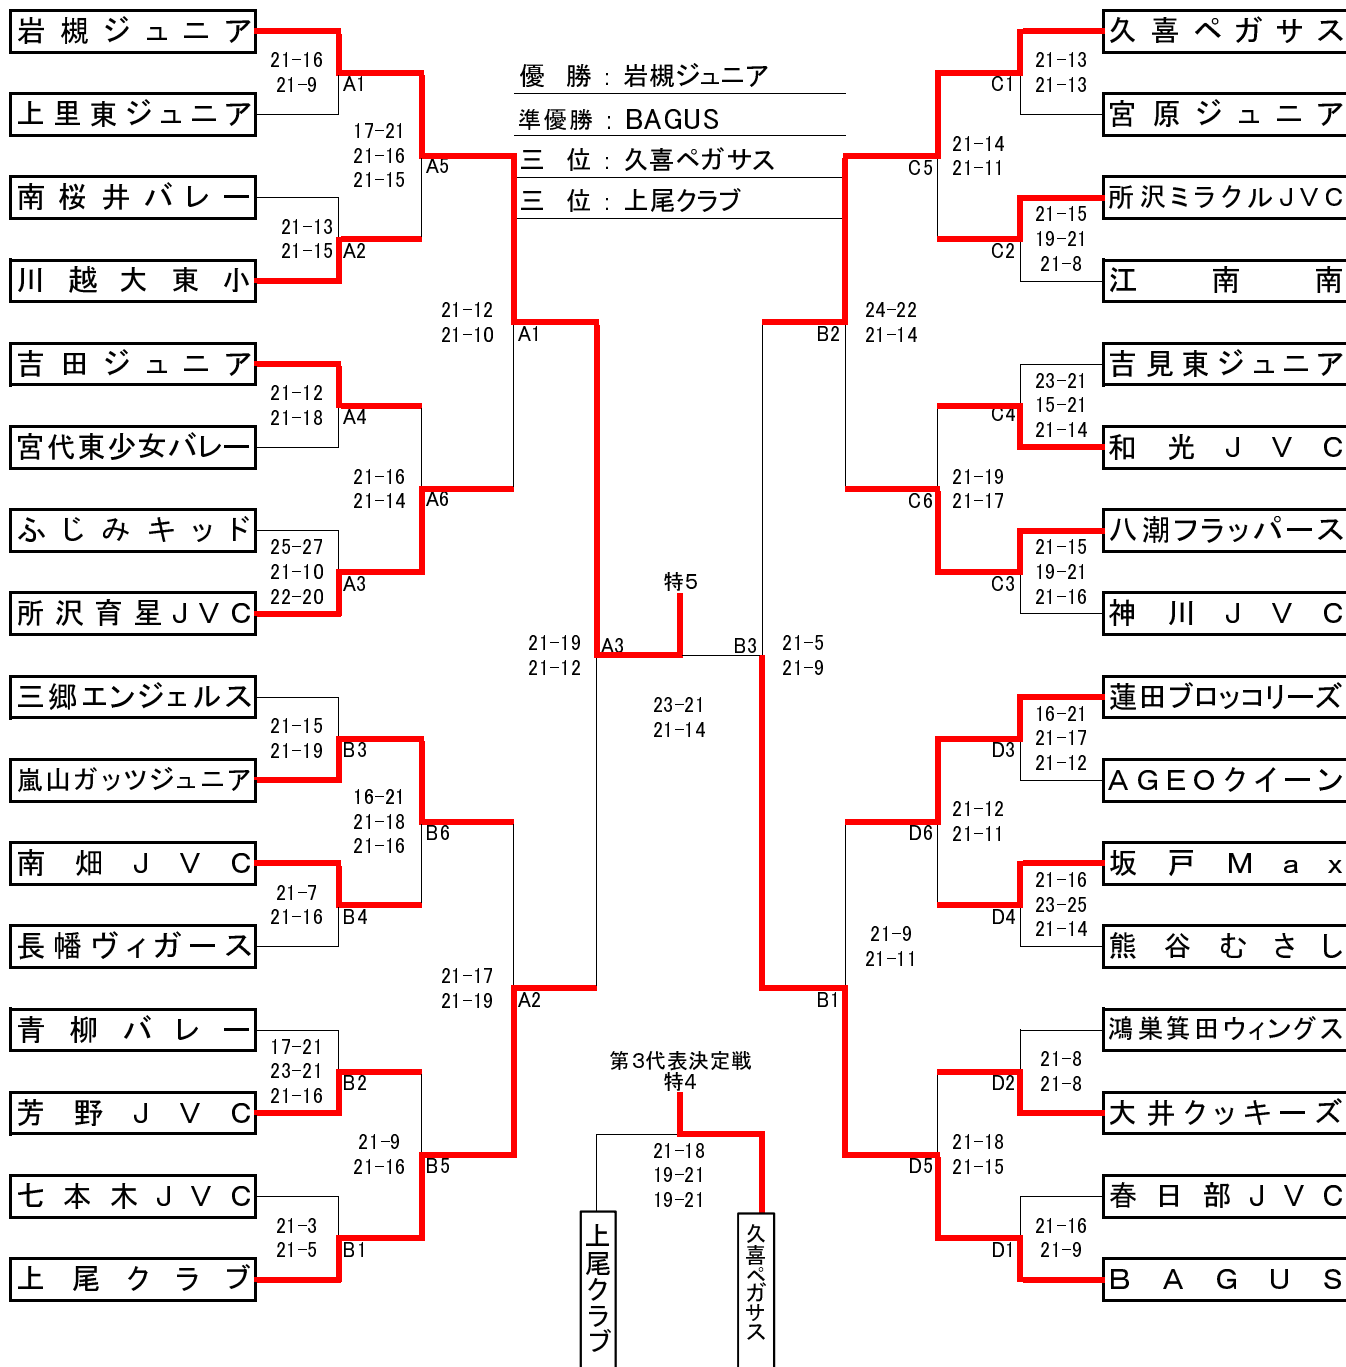 優勝：岩槻ジュニア
準優勝：BAGUS
三位：久喜ペガサス
三位：上尾クラブ
岩槻ジュニア
21-16
21-9
A1
上里東ジュニア
17-21
21-16
21-15
A5
南桜井バレー
21-13
21-15
A2
川越大東小
21-12
21-10
A1
吉田ジュニア
21-12
21-18
A4
宮代東少女バレー
21-16
21-14
A6
ふじみキッド
25-27
21-10
22-20
A3
所沢育星JVC
21-19
21-12
A3
三郷エンジェルス
21-15
21-19
B3
嵐山ガッツジュニア
16-21
21-18
21-16
B6
南畑JVC
21-7
21-16
B4
長幡ヴィガース
21-17
21-19
A2
青柳バレー
17-21
23-21
21-16
B2
芳野JVC
21-9
21-16
B5
七本木JVC
21-3
21-5
B1
上尾クラブ
特5
23-21
21-14
第3代表決定戦
特4
21-18
19-21
19-21
上尾クラブ
久喜ペガサス
久喜ペガサス
21-13
21-13
C1
宮原ジュニア
21-14
21-11
C5
所沢ミラクルJVC
21-15
19-21
21-8
C2
江南南
24-22
21-14
B2
吉見東ジュニア
23-21
15-21
21-14
C4
和光JVC
21-19
21-17
C6
八潮フラッパース
21-15
19-21
21-16
C3
神川JVC
21-5
21-9
B3
蓮田ブロッコリーズ
16-21
21-17
21-12
D3
AGEOクイーン
21-12
21-11
D6
坂戸Max
21-16
23-25
21-14
D4
熊谷むさし
21-9
21-11
B1
鴻巣箕田ウィングス
21-8
21-8
D2
大井クッキーズ
21-18
21-15
D5
春日部JVC
21-16
21-9
D1
BAGUS